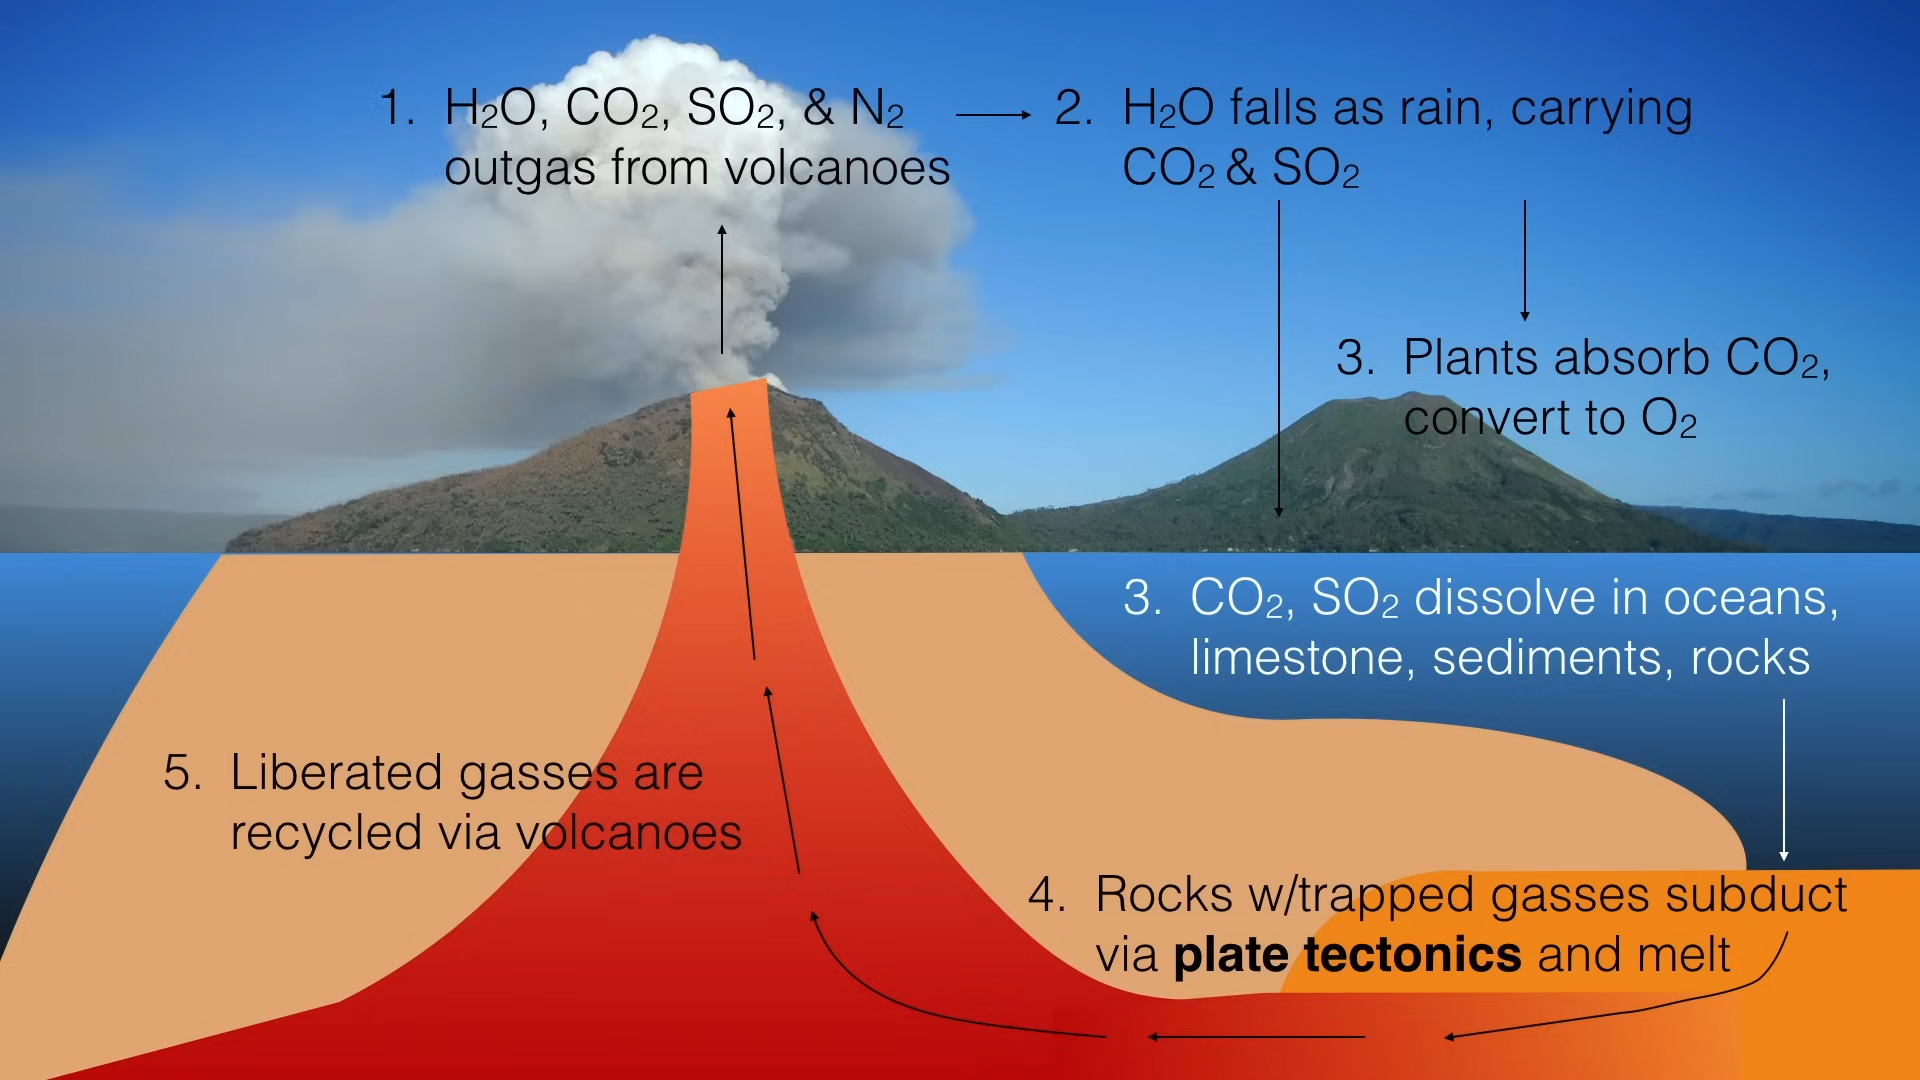 1. H₂O, CO₂, SO₂, & N₂
outgas from volcanoes
2. H₂O falls as rain, carrying
CO₂ & SO₂
3. Plants absorb CO₂,
convert to O₂
3. CO₂, SO₂ dissolve in oceans,
limestone, sediments, rocks
4. Rocks w/trapped gasses subduct
via plate tectonics and melt
5. Liberated gasses are
recycled via volcanoes